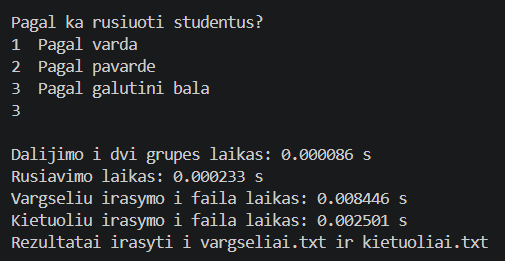 Pagal ka rusiuoti studentus?
1  Pagal varda
2  Pagal pavarde
3  Pagal galutini bala
3
Dalijimo i dvi grupes laikas: 0.000086 s
Rusiavimo laikas: 0.000233 s
Vargseliu irasymo i faila laikas: 0.008446 s
Kietuoliu irasymo i faila laikas: 0.002501 s
Rezultatai irasyti i vargseliai.txt ir kietuoliai.txt